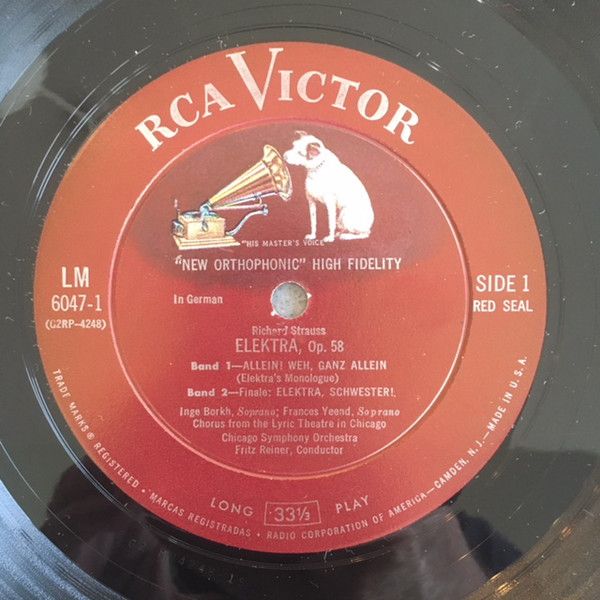 RCA VICTOR
"HIS MASTER'S VOICE"
"NEW ORTHOPHONIC" HIGH FIDELITY
LM
6047-1
(G2RP-4248)
SIDE 1
RED SEAL
In German
Richard Strauss
ELEKTRA, Op. 58
Band 1—ALLEIN! WEH, GANZ ALLEIN
(Elektra's Monologue)
Band 2—Finale: ELEKTRA, SCHWESTER!
Inge Borkh, Soprano; Frances Yeend, Soprano
Chorus from the Lyric Theatre in Chicago
Chicago Symphony Orchestra
Fritz Reiner, Conductor
LONG 33⅓ PLAY
TRADE MARKS ® REGISTERED • MARCAS REGISTRADAS • RADIO CORPORATION OF AMERICA—CAMDEN, N.J.—MADE IN U.S.A.